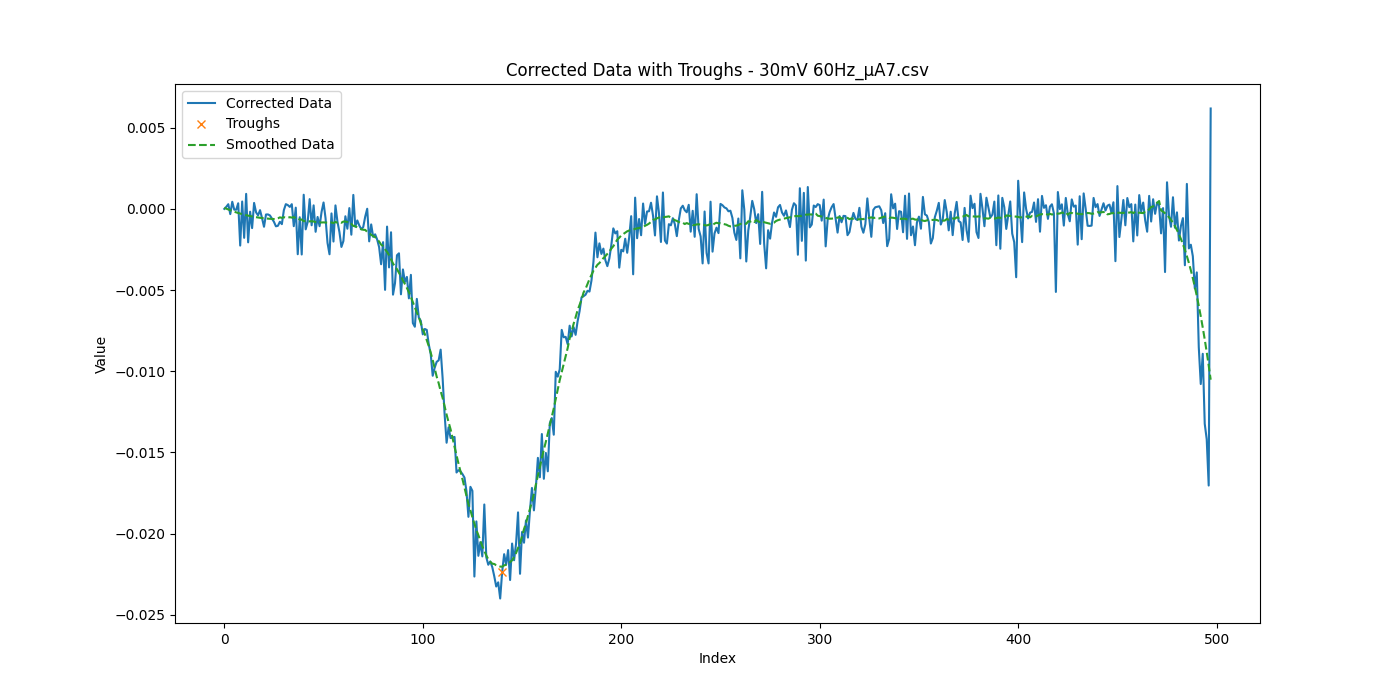 Corrected Data with Troughs - 30mV 60Hz_μA7.csv
Corrected Data
Troughs
Smoothed Data
0.005
0.000
−0.005
−0.010
−0.015
−0.020
−0.025
Value
0 100 200 300 400 500
Index